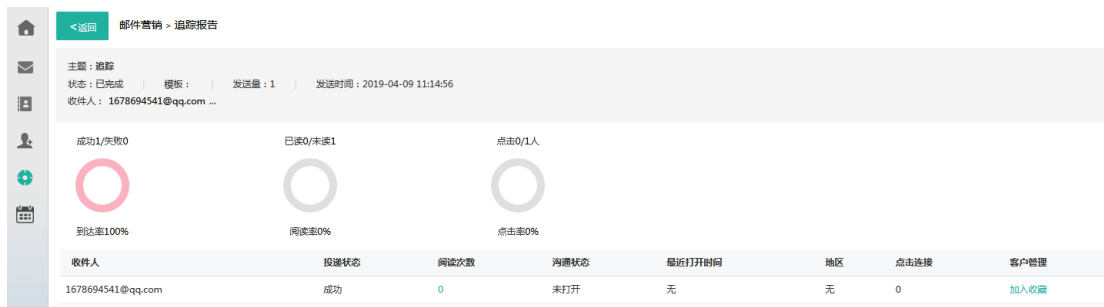 <返回 邮件营销 > 追踪报告
主题：追踪
状态：已完成 | 模板： | 发送量：1 | 发送时间：2019-04-09 11:14:56
收件人： 1678694541@qq.com ...
成功1/失败0 已读0/未读1 点击0/1人
到达率100% 阅读率0% 点击率0%
收件人 投递状态 阅读次数 沟通状态 最近打开时间 地区 点击连接 客户管理
1678694541@qq.com 成功 0 未打开 无 无 0 加入收藏